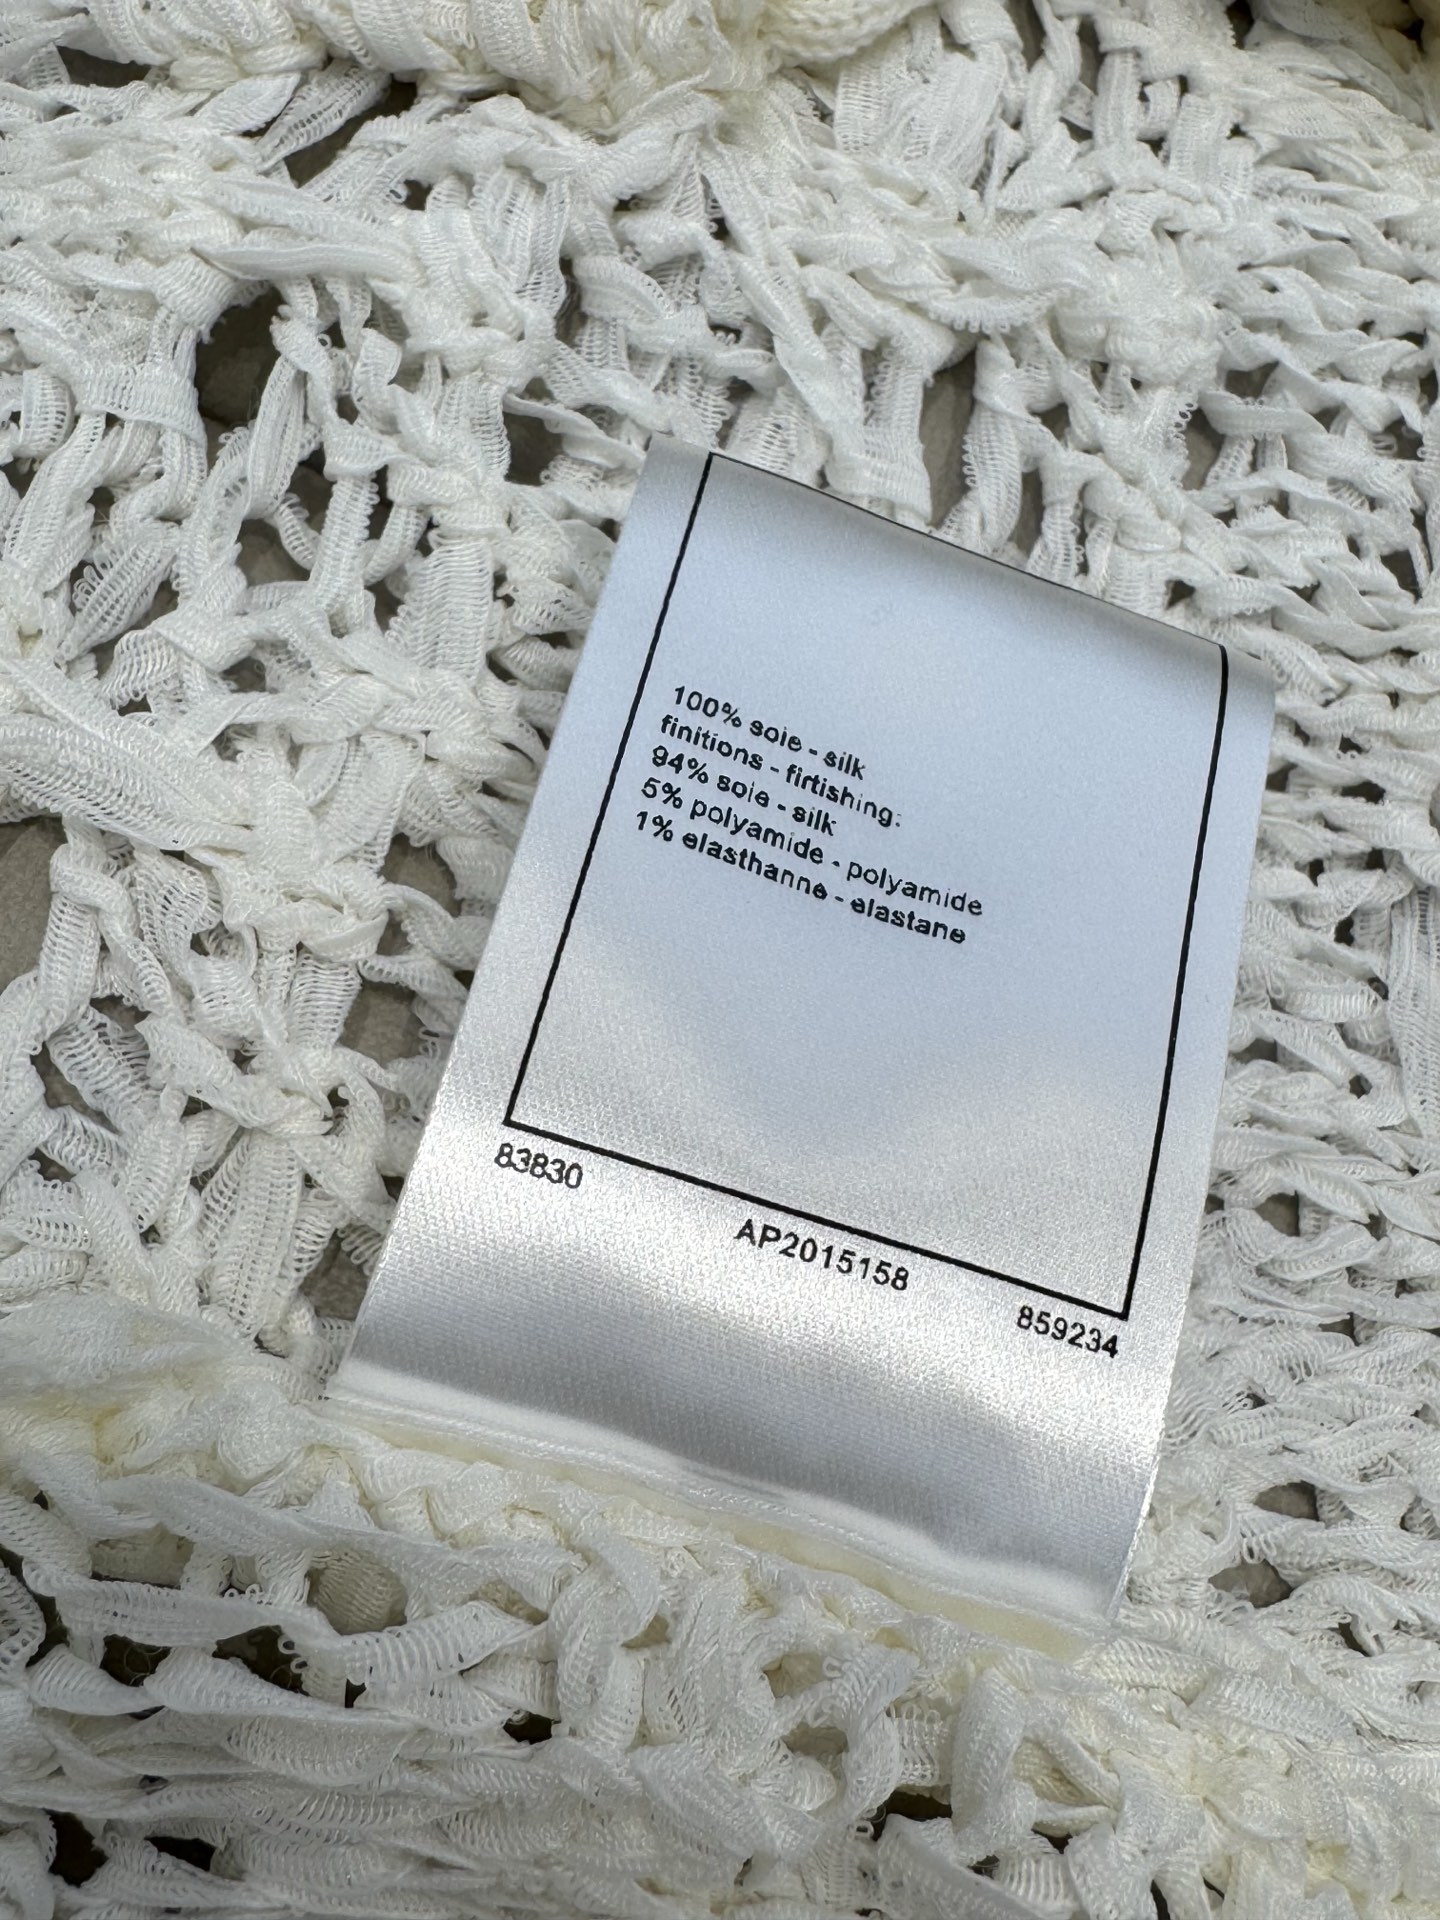 100% soie - silk
finitions - firtishing:
94% soie - silk
5% polyamide - polyamide
1% elasthanne - elastane
83830
AP2015158
859234